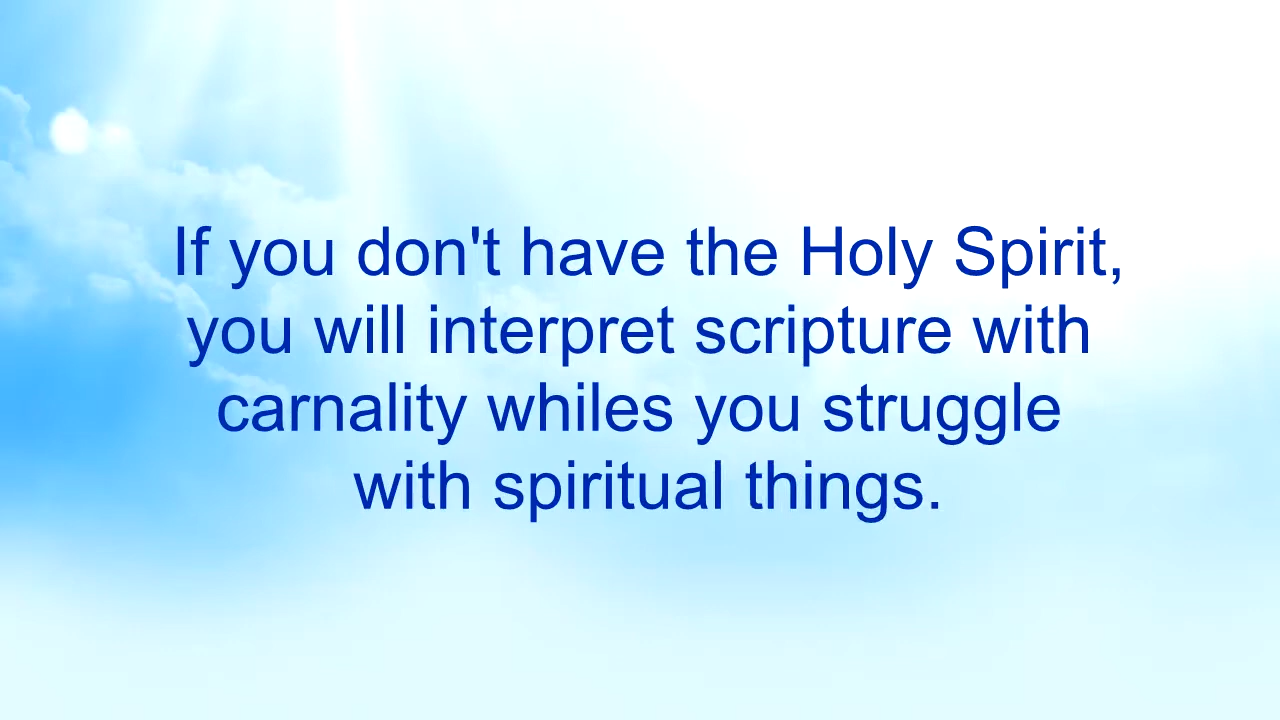 If you don't have the Holy Spirit,
you will interpret scripture with
carnality whiles you struggle
with spiritual things.